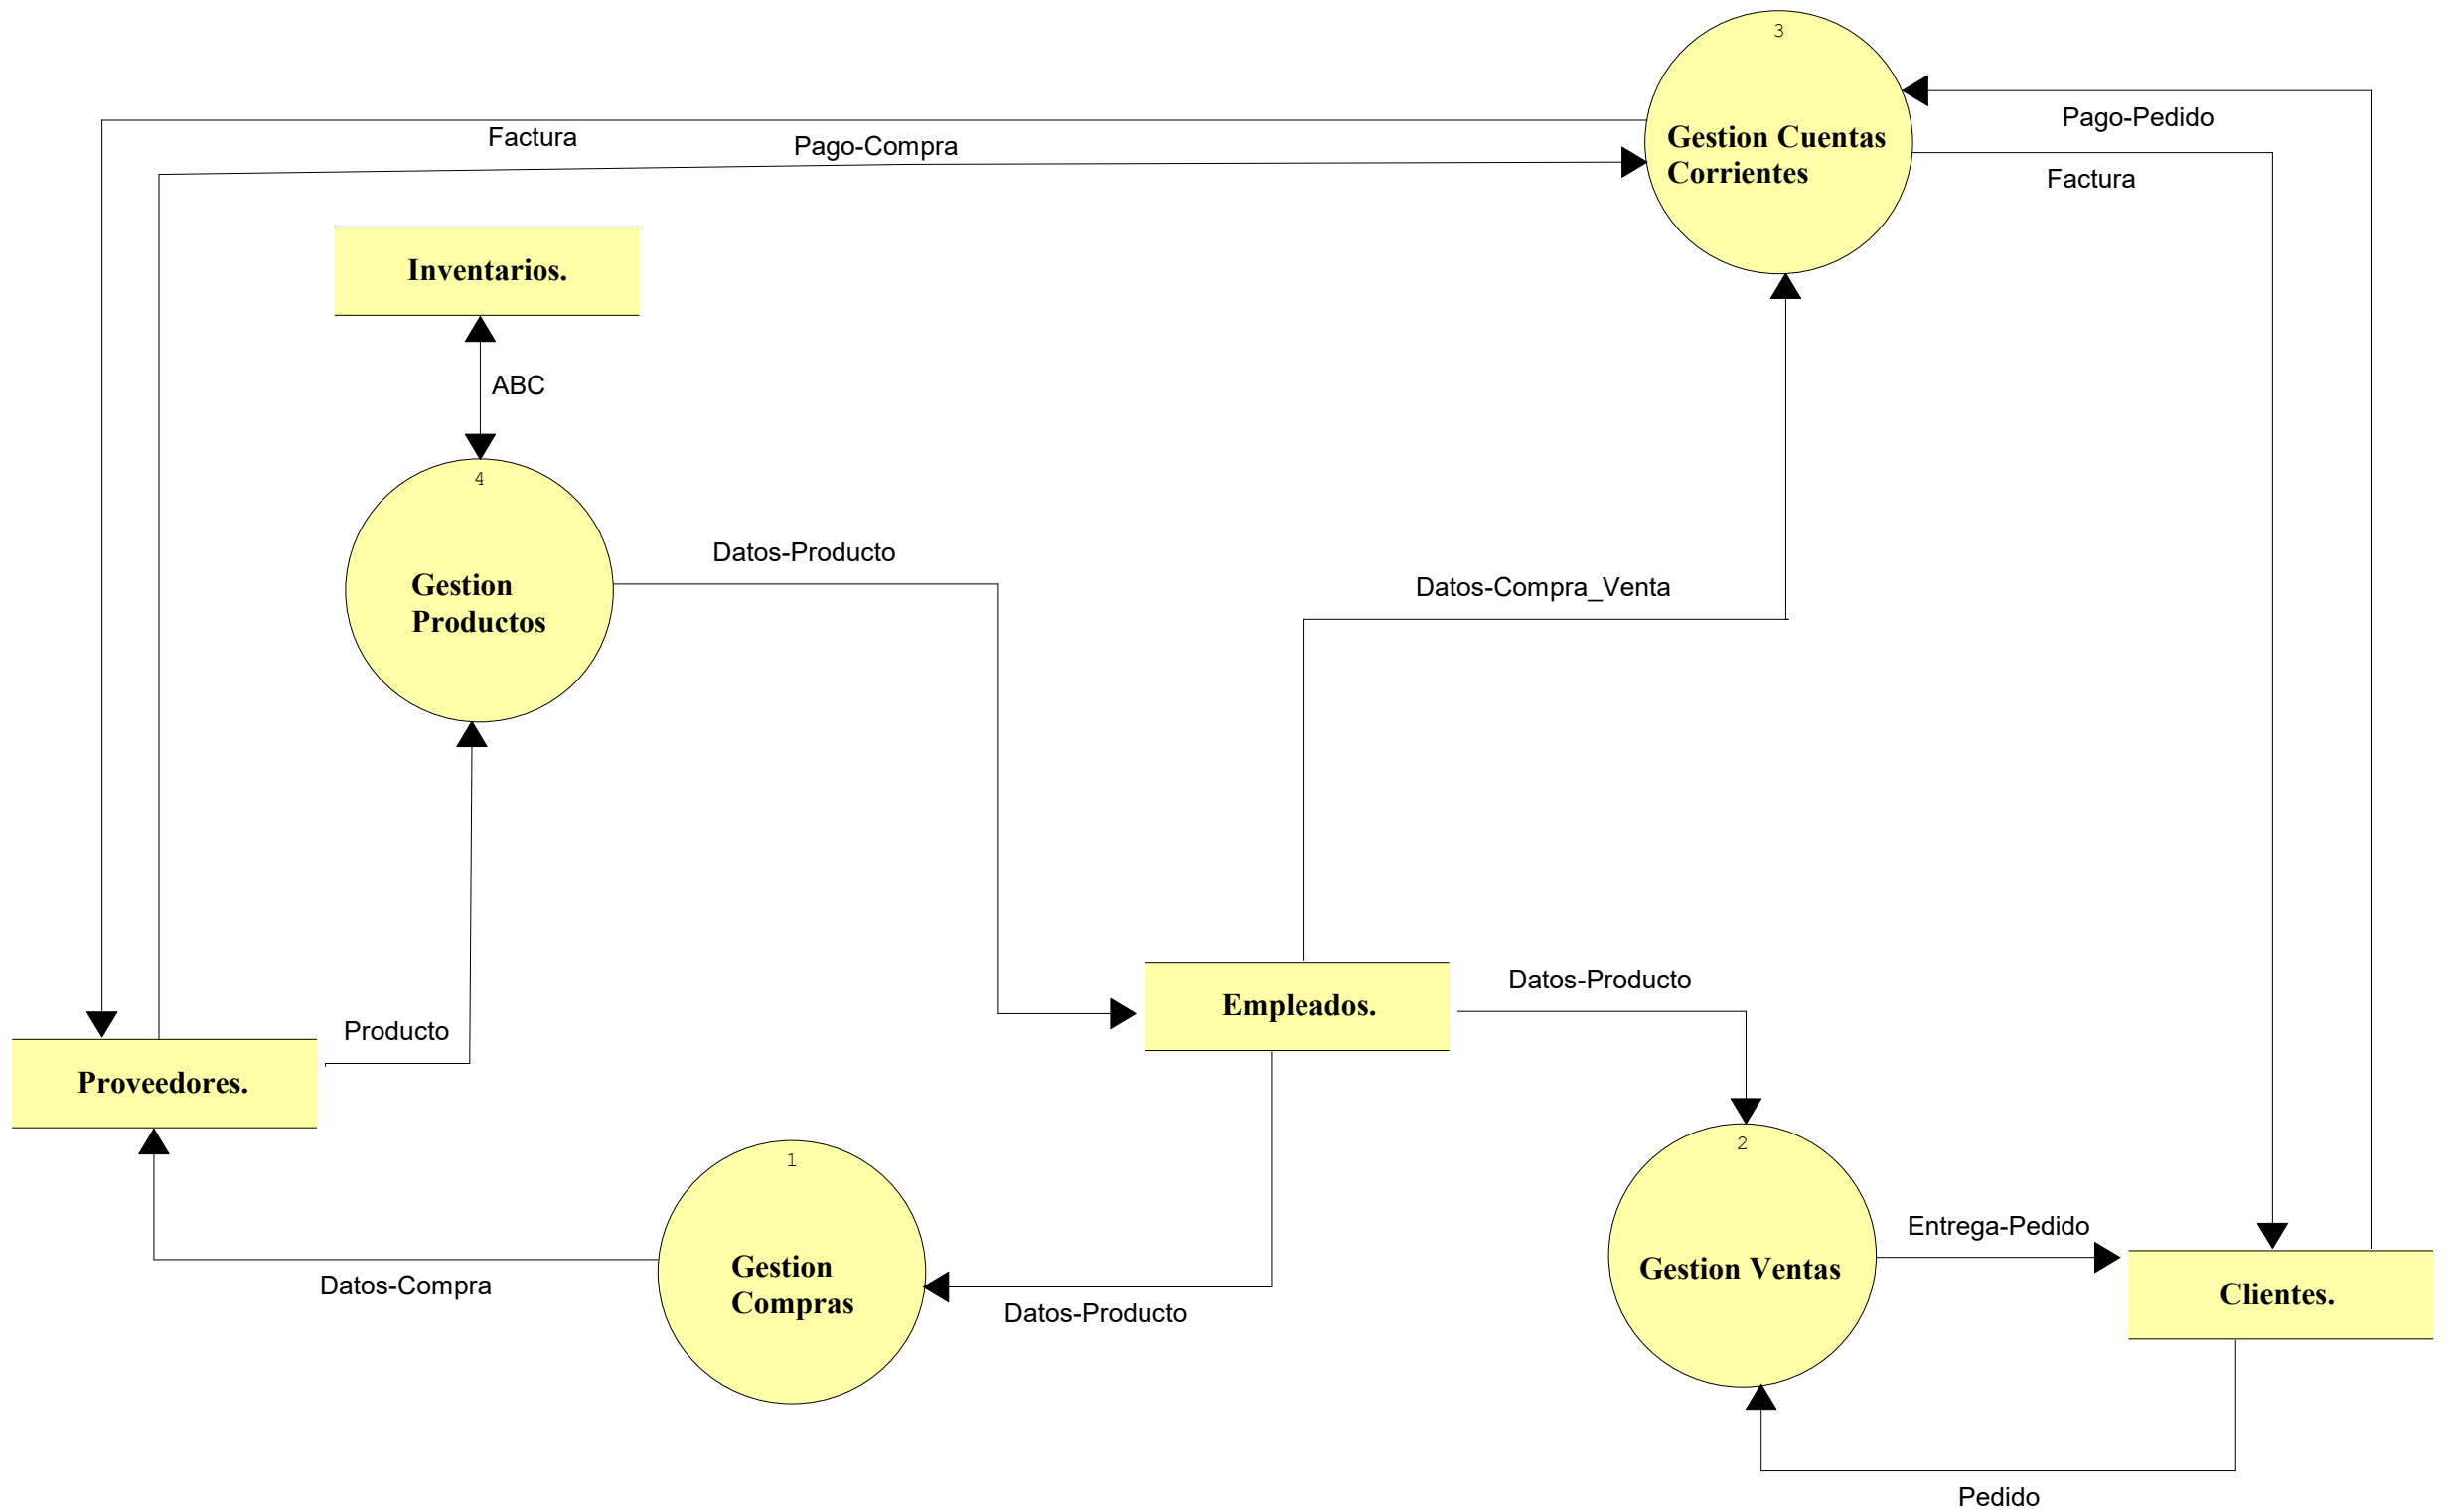 3
Pago-Pedido
Factura
Pago-Compra
Gestion Cuentas
Corrientes
Factura
Inventarios.
ABC
4
Datos-Producto
Gestion
Productos
Datos-Compra_Venta
Datos-Producto
Empleados.
Producto
Proveedores.
2
1
Entrega-Pedido
Gestion Ventas
Gestion
Compras
Datos-Compra
Clientes.
Datos-Producto
Pedido